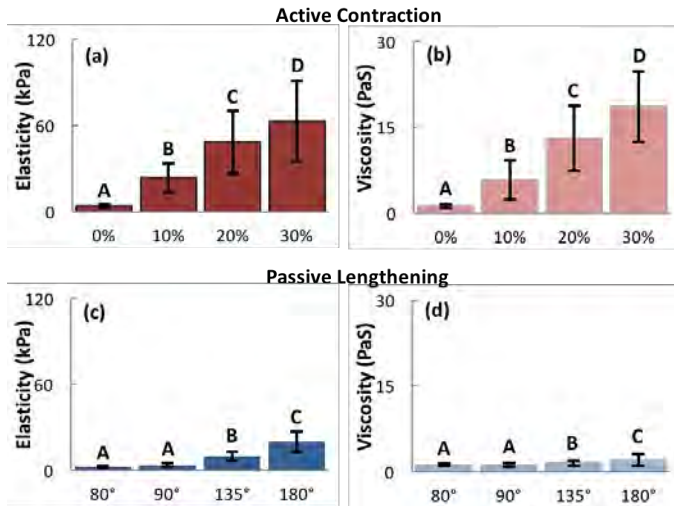 Active Contraction
120
60
0
Elasticity (kPa)
(a)
A
B
C
D
0% 10% 20% 30%
30
15
0
Viscosity (PaS)
(b)
A
B
C
D
0% 10% 20% 30%
Passive Lengthening
120
60
0
Elasticity (kPa)
(c)
A
A
B
C
80° 90° 135° 180°
30
15
0
Viscosity (PaS)
(d)
A
A
B
C
80° 90° 135° 180°